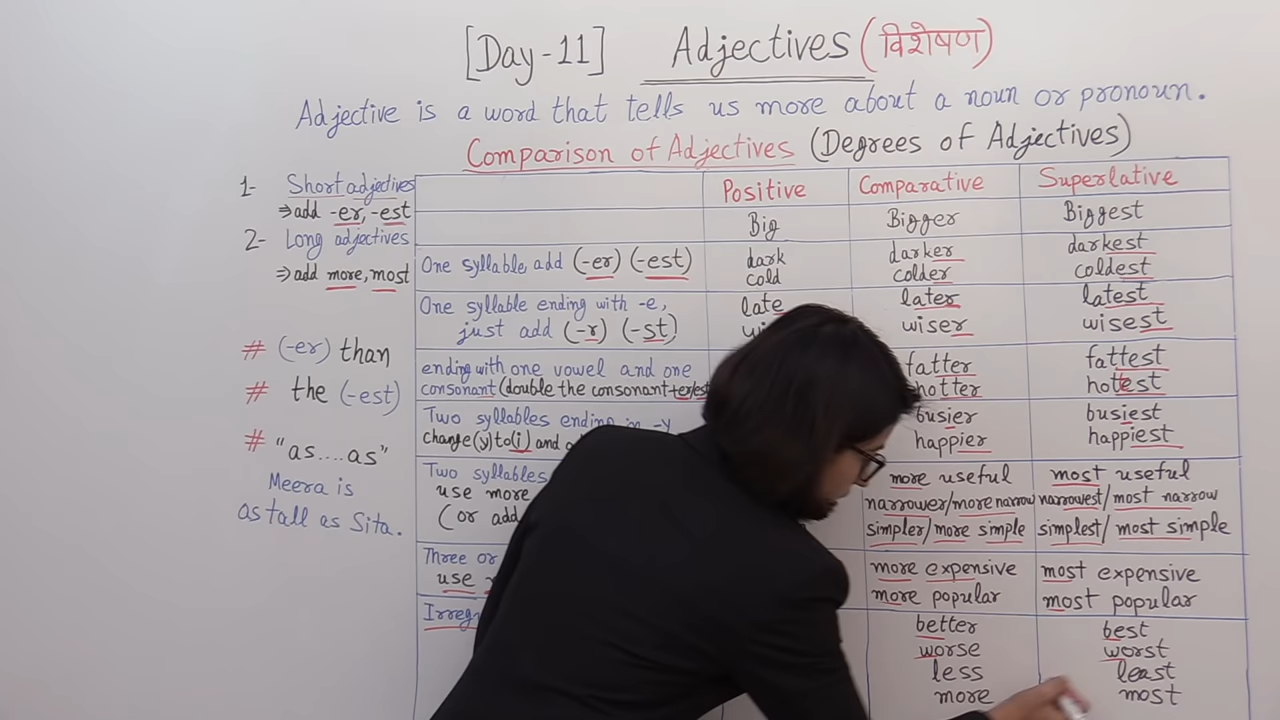 [Day-11] Adjectives (विशेषण)
Adjective is a word that tells us more about a noun or pronoun.
Comparison of Adjectives (Degrees of Adjectives)
1- Short adjectives
⇒ add -er, -est
2- Long adjectives
⇒ add more, most
# (-er) than
# the (-est)
# "as....as"
Meera is
as tall as Sita.
Positive Comparative Superlative
Big Bigger Biggest
One syllable, add (-er) (-est)
dark darker darkest
cold colder coldest
One syllable ending with -e,
just add (-r) (-st)
late later latest
wiser wisest
ending with one vowel and one
consonant (double the consonant+er/est
fatter fattest
hotter hottest
Two syllables ending in -y
change(y)to(i) and
busier busiest
happier happiest
Two syllables
use more
(or add
more useful most useful
narrower/more narrow narrowest/most narrow
simpler/more simple simplest/most simple
Three or
use
more expensive most expensive
more popular most popular
better best
worse worst
less least
more most